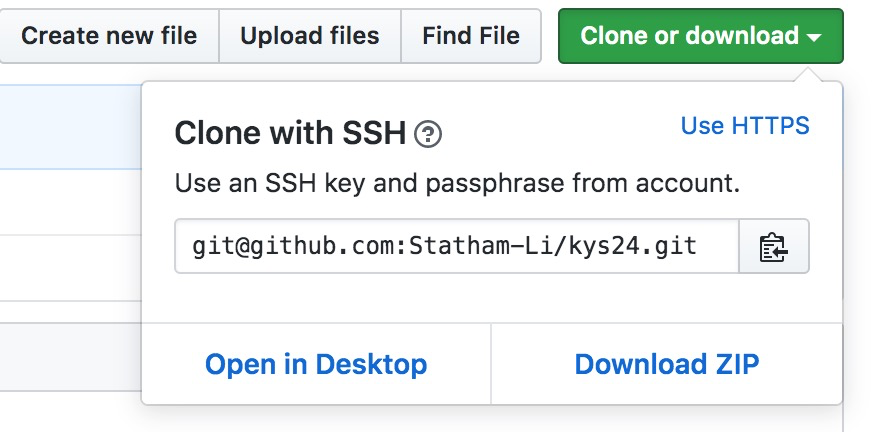 Create new file Upload files Find File Clone or download
Clone with SSH ? Use HTTPS
Use an SSH key and passphrase from account.
git@github.com:Statham-Li/kys24.git
Open in Desktop Download ZIP